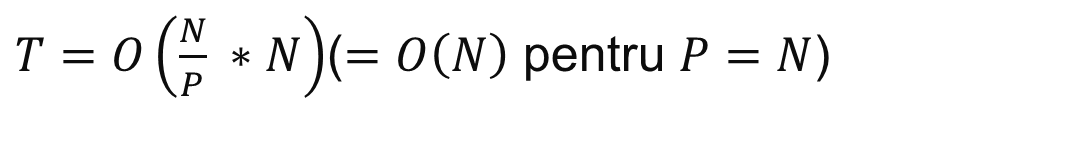 T = O(N/P * N)(= O(N) pentru P = N)